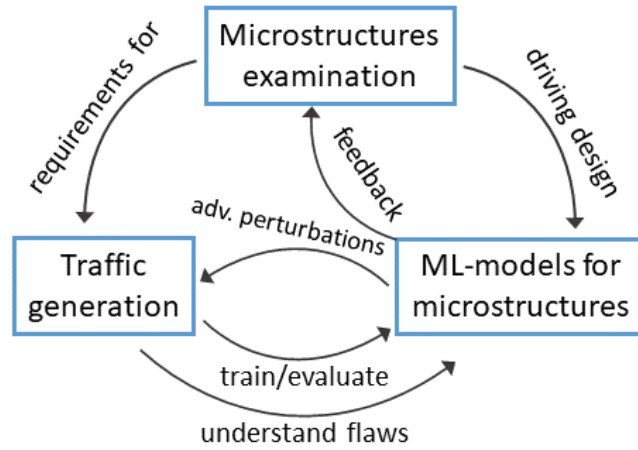 Microstructures
examination
requirements for
driving design
feedback
adv. perturbations
Traffic
generation
ML-models for
microstructures
train/evaluate
understand flaws